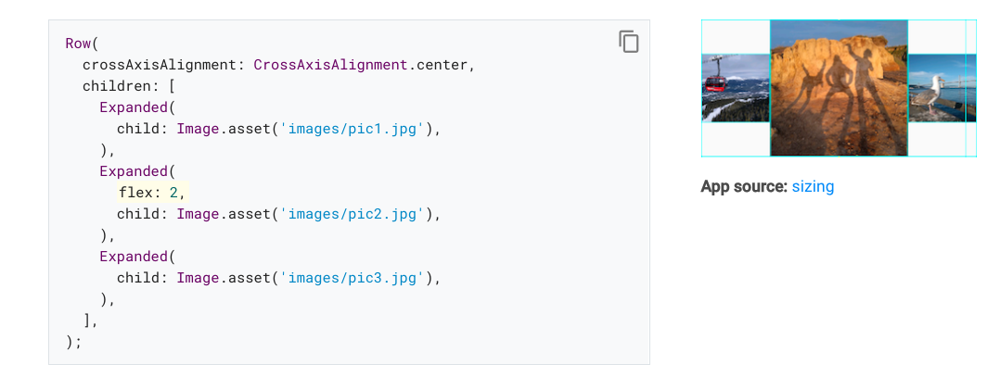 Row(
  crossAxisAlignment: CrossAxisAlignment.center,
  children: [
    Expanded(
      child: Image.asset('images/pic1.jpg'),
    ),
    Expanded(
      flex: 2,
      child: Image.asset('images/pic2.jpg'),
    ),
    Expanded(
      child: Image.asset('images/pic3.jpg'),
    ),
  ],
);
App source: sizing